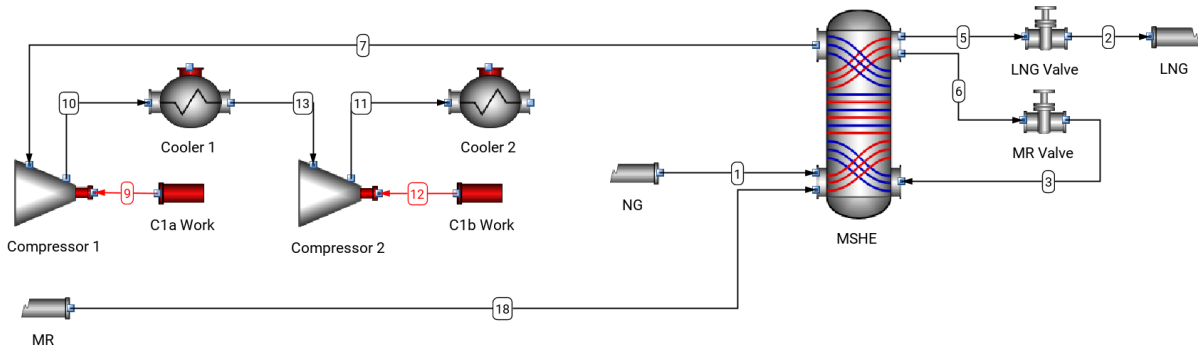 7
5
2
LNG Valve
LNG
10
13
11
6
Cooler 1
Cooler 2
MR Valve
1
3
NG
9
12
C1a Work
C1b Work
Compressor 1
Compressor 2
MSHE
18
MR